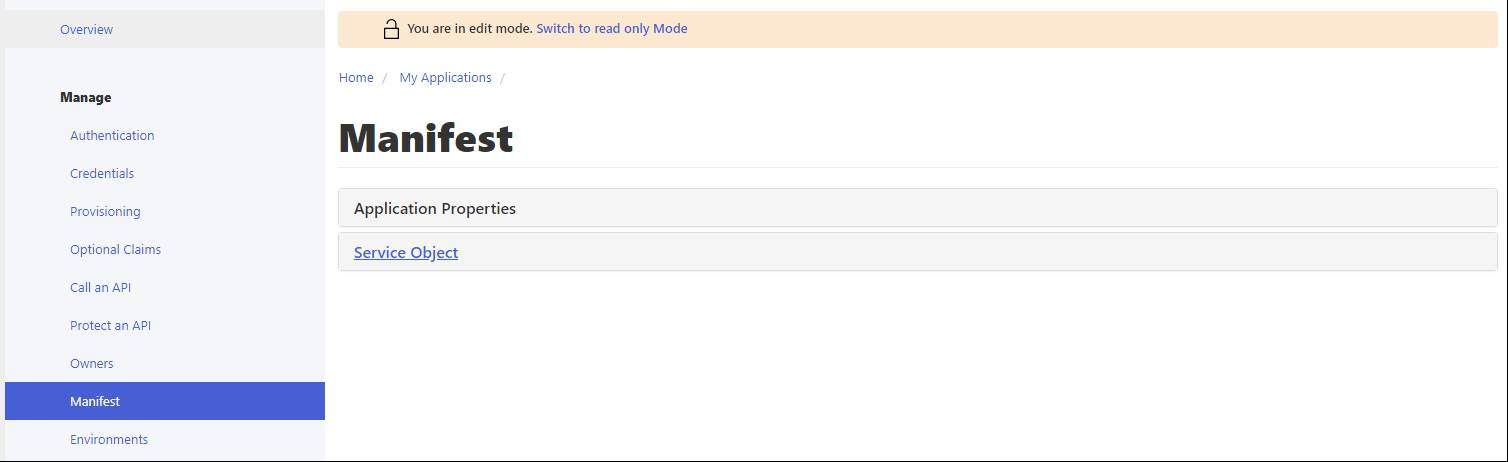 Overview
Manage
Authentication
Credentials
Provisioning
Optional Claims
Call an API
Protect an API
Owners
Manifest
Environments
You are in edit mode. Switch to read only Mode
Home / My Applications /
Manifest
Application Properties
Service Object